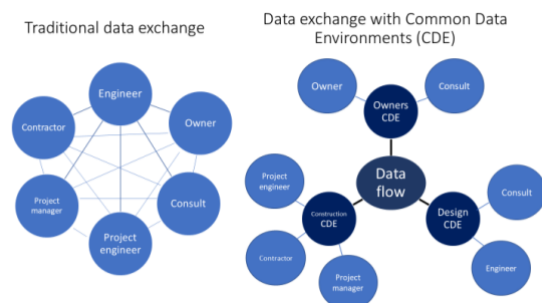 Traditional data exchange
Engineer
Contractor
Owner
Project
manager
Consult
Project
engineer
Data exchange with Common Data
Environments (CDE)
Owner
Consult
Owners
CDE
Data
flow
Project
engineer
Construction
CDE
Contractor
Project
manager
Design
CDE
Consult
Engineer